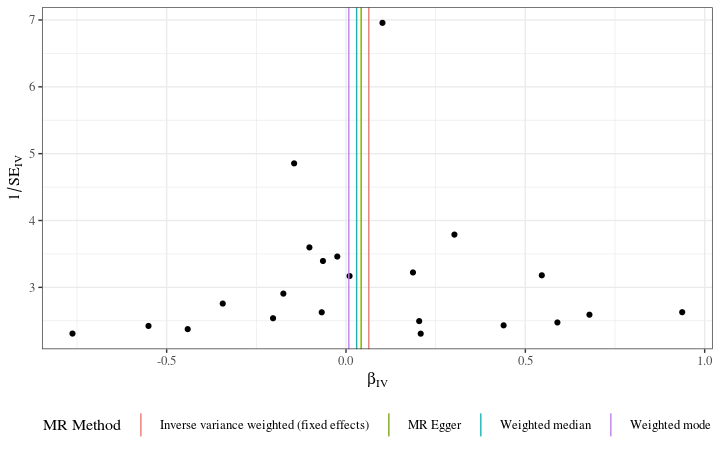 7
6
5
4
3
1/SE_IV
-0.5 0.0 0.5 1.0
β_IV
MR Method Inverse variance weighted (fixed effects) MR Egger Weighted median Weighted mode